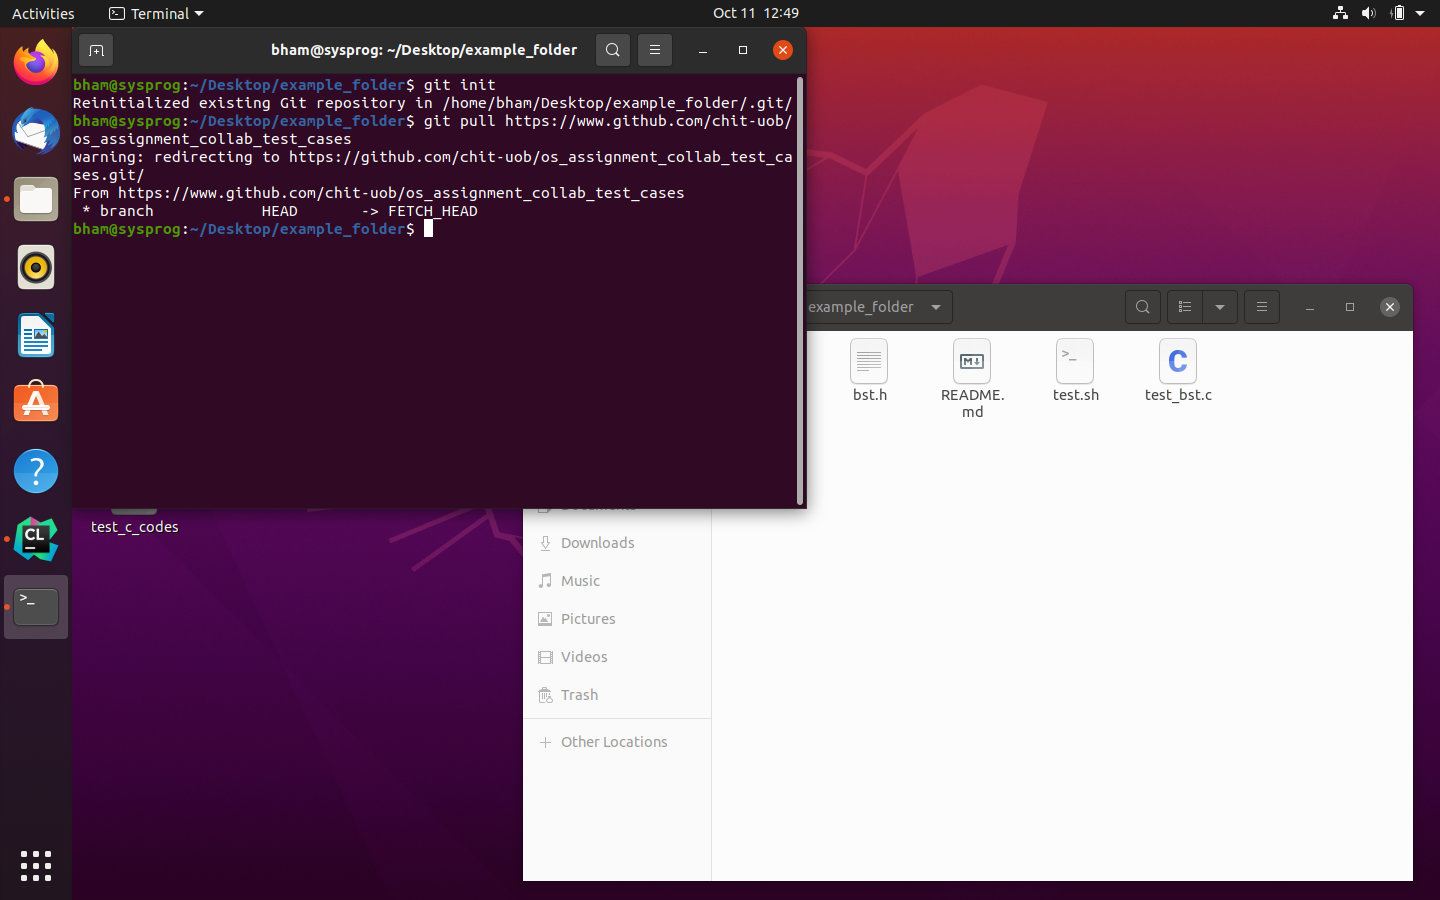 Activities
Terminal
Oct 11 12:49
bham@sysprog: ~/Desktop/example_folder
bham@sysprog:~/Desktop/example_folder$ git init
Reinitialized existing Git repository in /home/bham/Desktop/example_folder/.git/
bham@sysprog:~/Desktop/example_folder$ git pull https://www.github.com/chit-uob/
os_assignment_collab_test_cases
warning: redirecting to https://github.com/chit-uob/os_assignment_collab_test_ca
ses.git/
From https://www.github.com/chit-uob/os_assignment_collab_test_cases
 * branch            HEAD       -> FETCH_HEAD
bham@sysprog:~/Desktop/example_folder$
example_folder
bst.h
README.
md
test.sh
test_bst.c
test_c_codes
Documents
Downloads
Music
Pictures
Videos
Trash
Other Locations